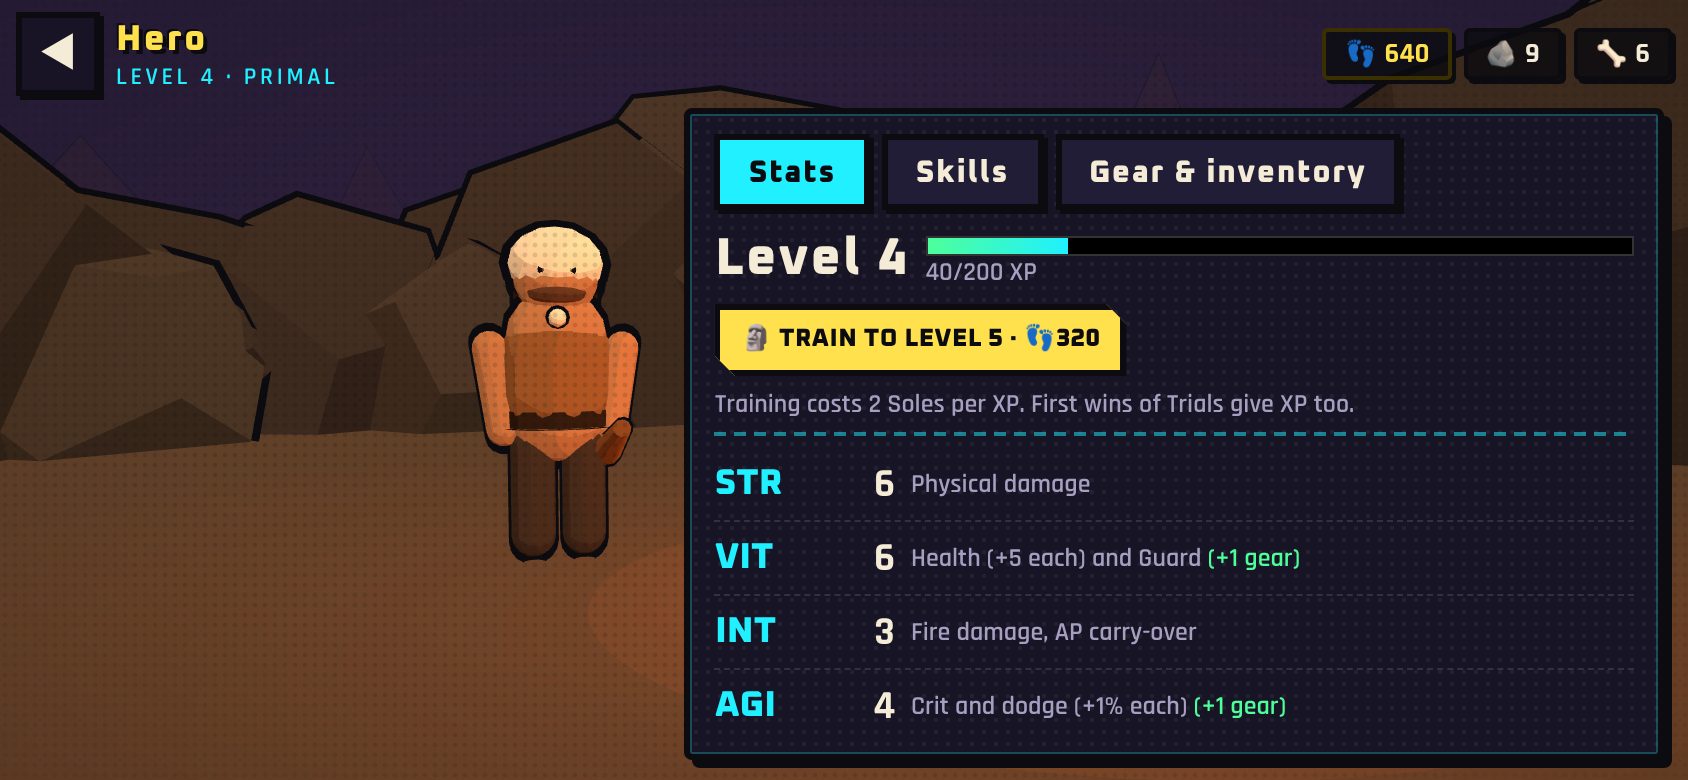 Hero
LEVEL 4 · PRIMAL
640
9
6
Stats
Skills
Gear & inventory
Level 4
40/200 XP
TRAIN TO LEVEL 5 · 320
Training costs 2 Soles per XP. First wins of Trials give XP too.
STR 6 Physical damage
VIT 6 Health (+5 each) and Guard (+1 gear)
INT 3 Fire damage, AP carry-over
AGI 4 Crit and dodge (+1% each) (+1 gear)